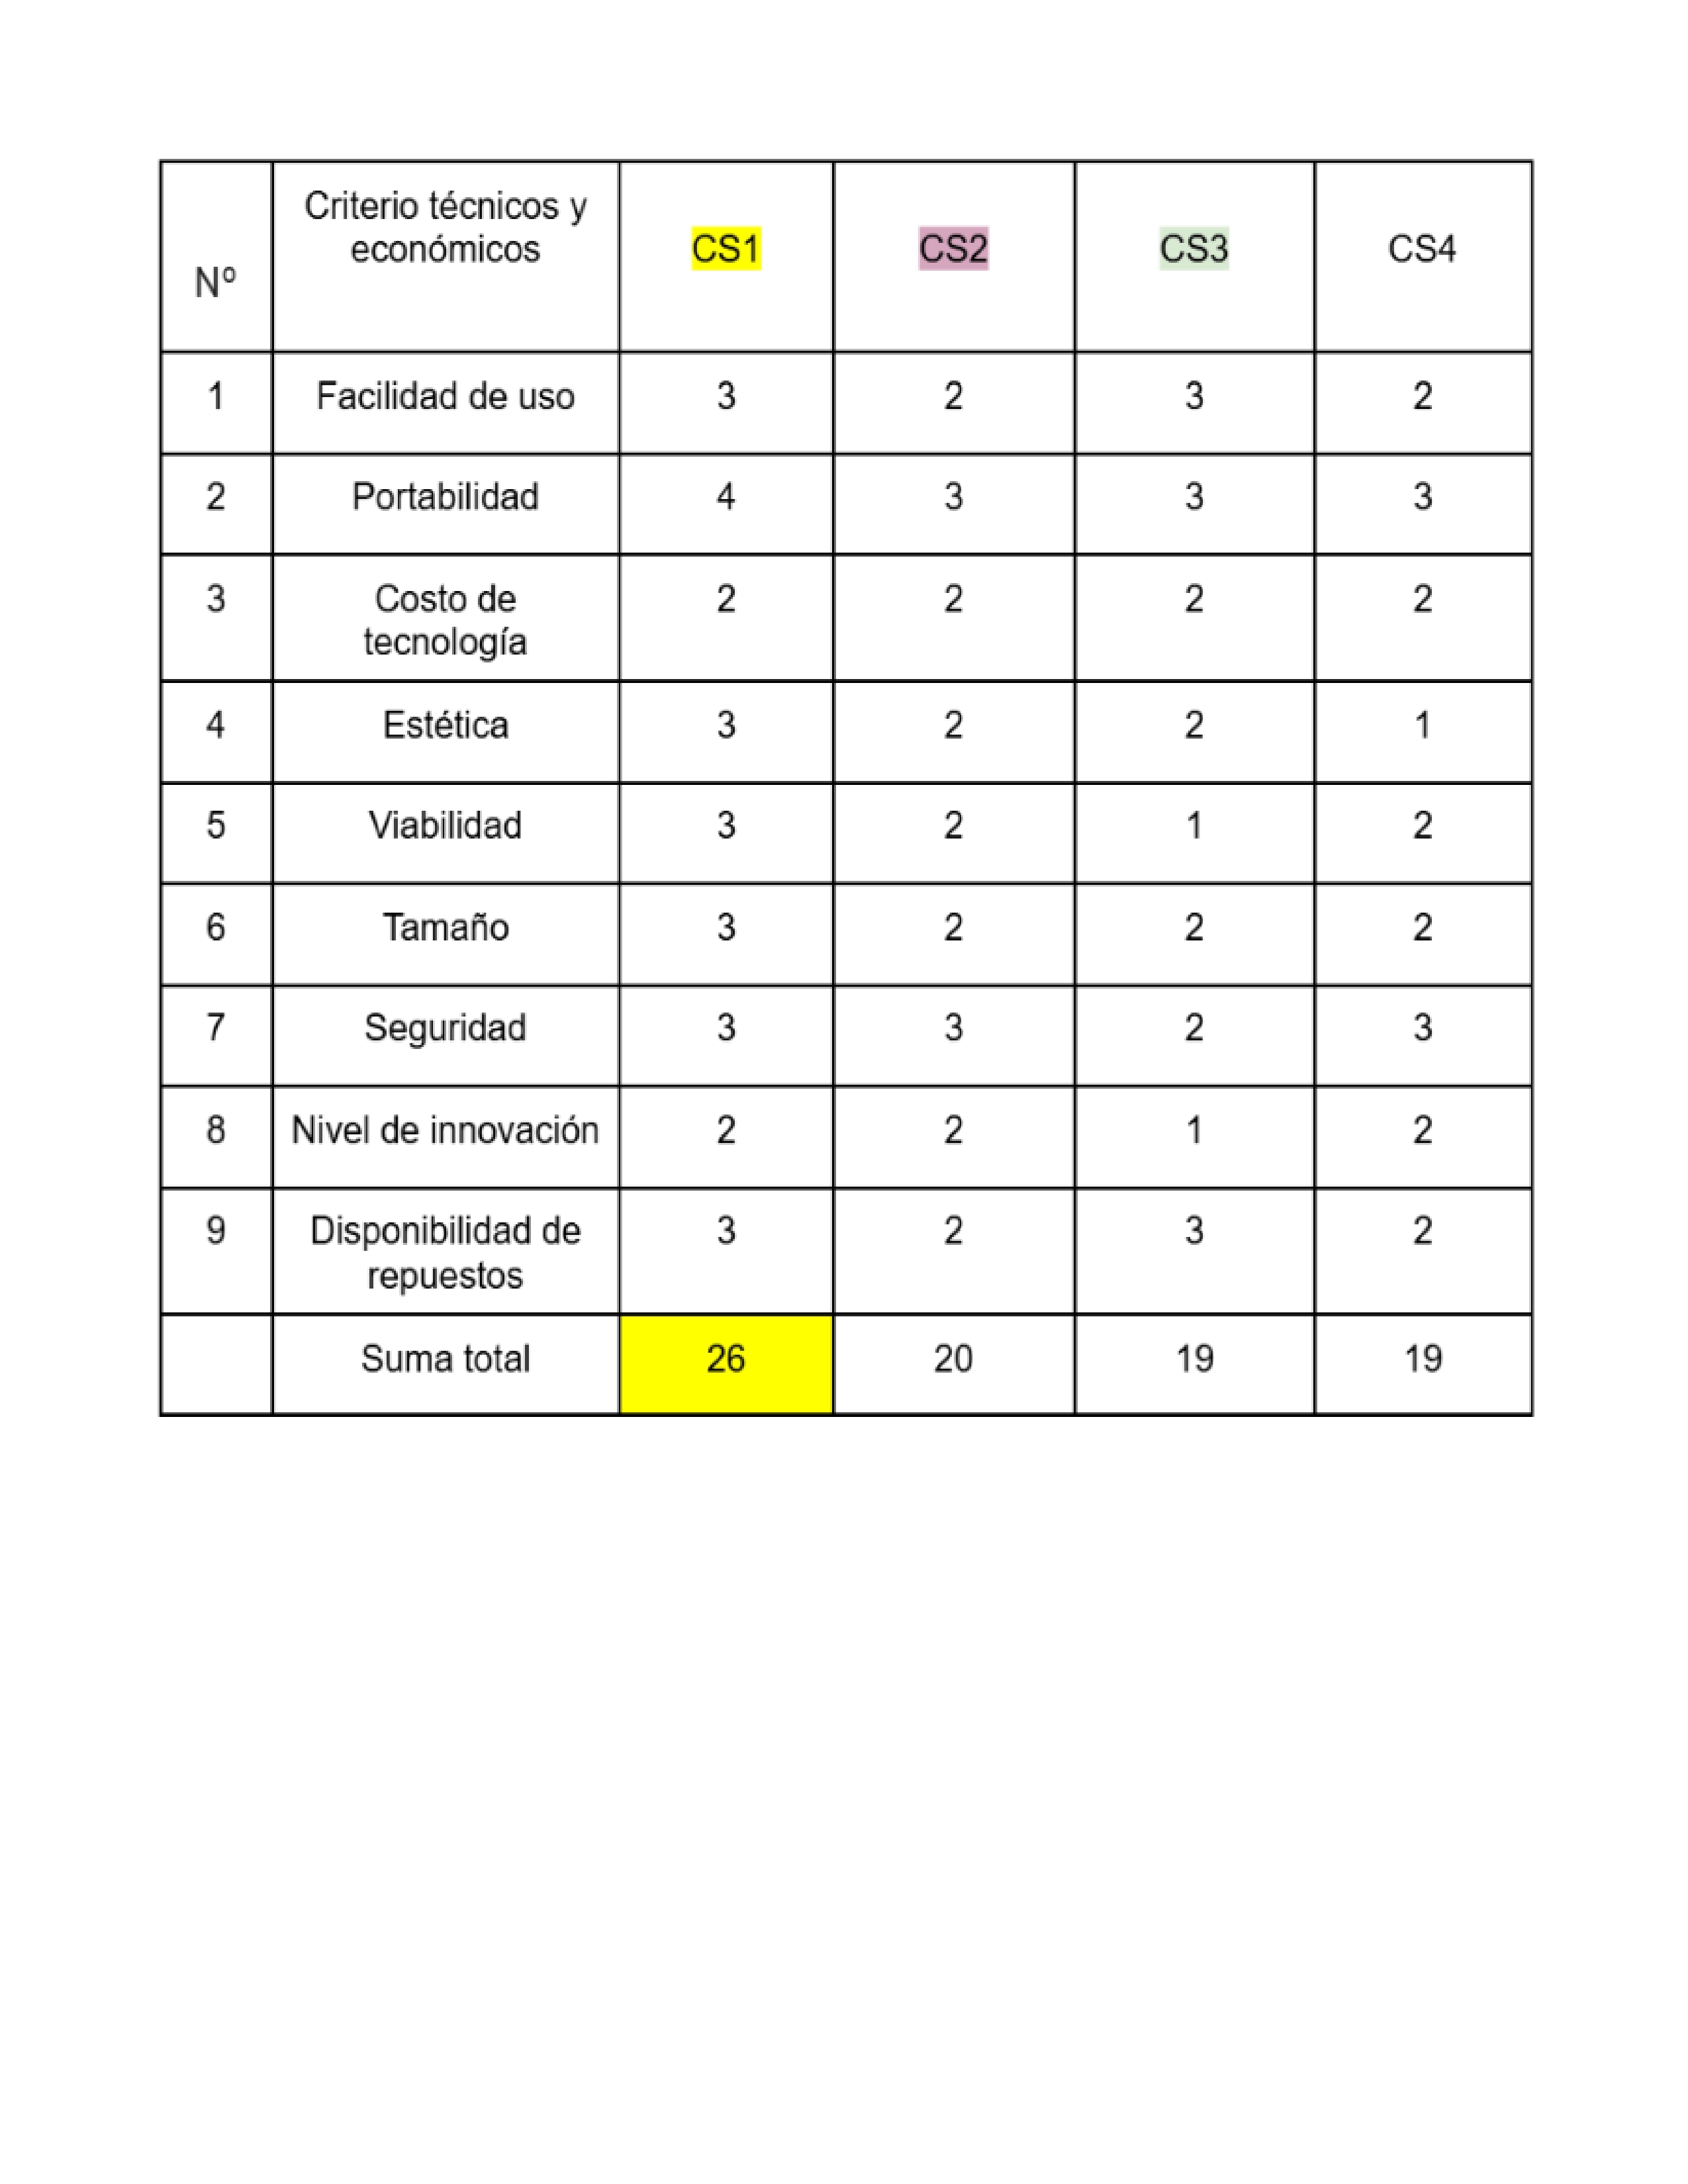 Nº Criterio técnicos y económicos CS1 CS2 CS3 CS4
1 Facilidad de uso 3 2 3 2
2 Portabilidad 4 3 3 3
3 Costo de tecnología 2 2 2 2
4 Estética 3 2 2 1
5 Viabilidad 3 2 1 2
6 Tamaño 3 2 2 2
7 Seguridad 3 3 2 3
8 Nivel de innovación 2 2 1 2
9 Disponibilidad de repuestos 3 2 3 2
Suma total 26 20 19 19